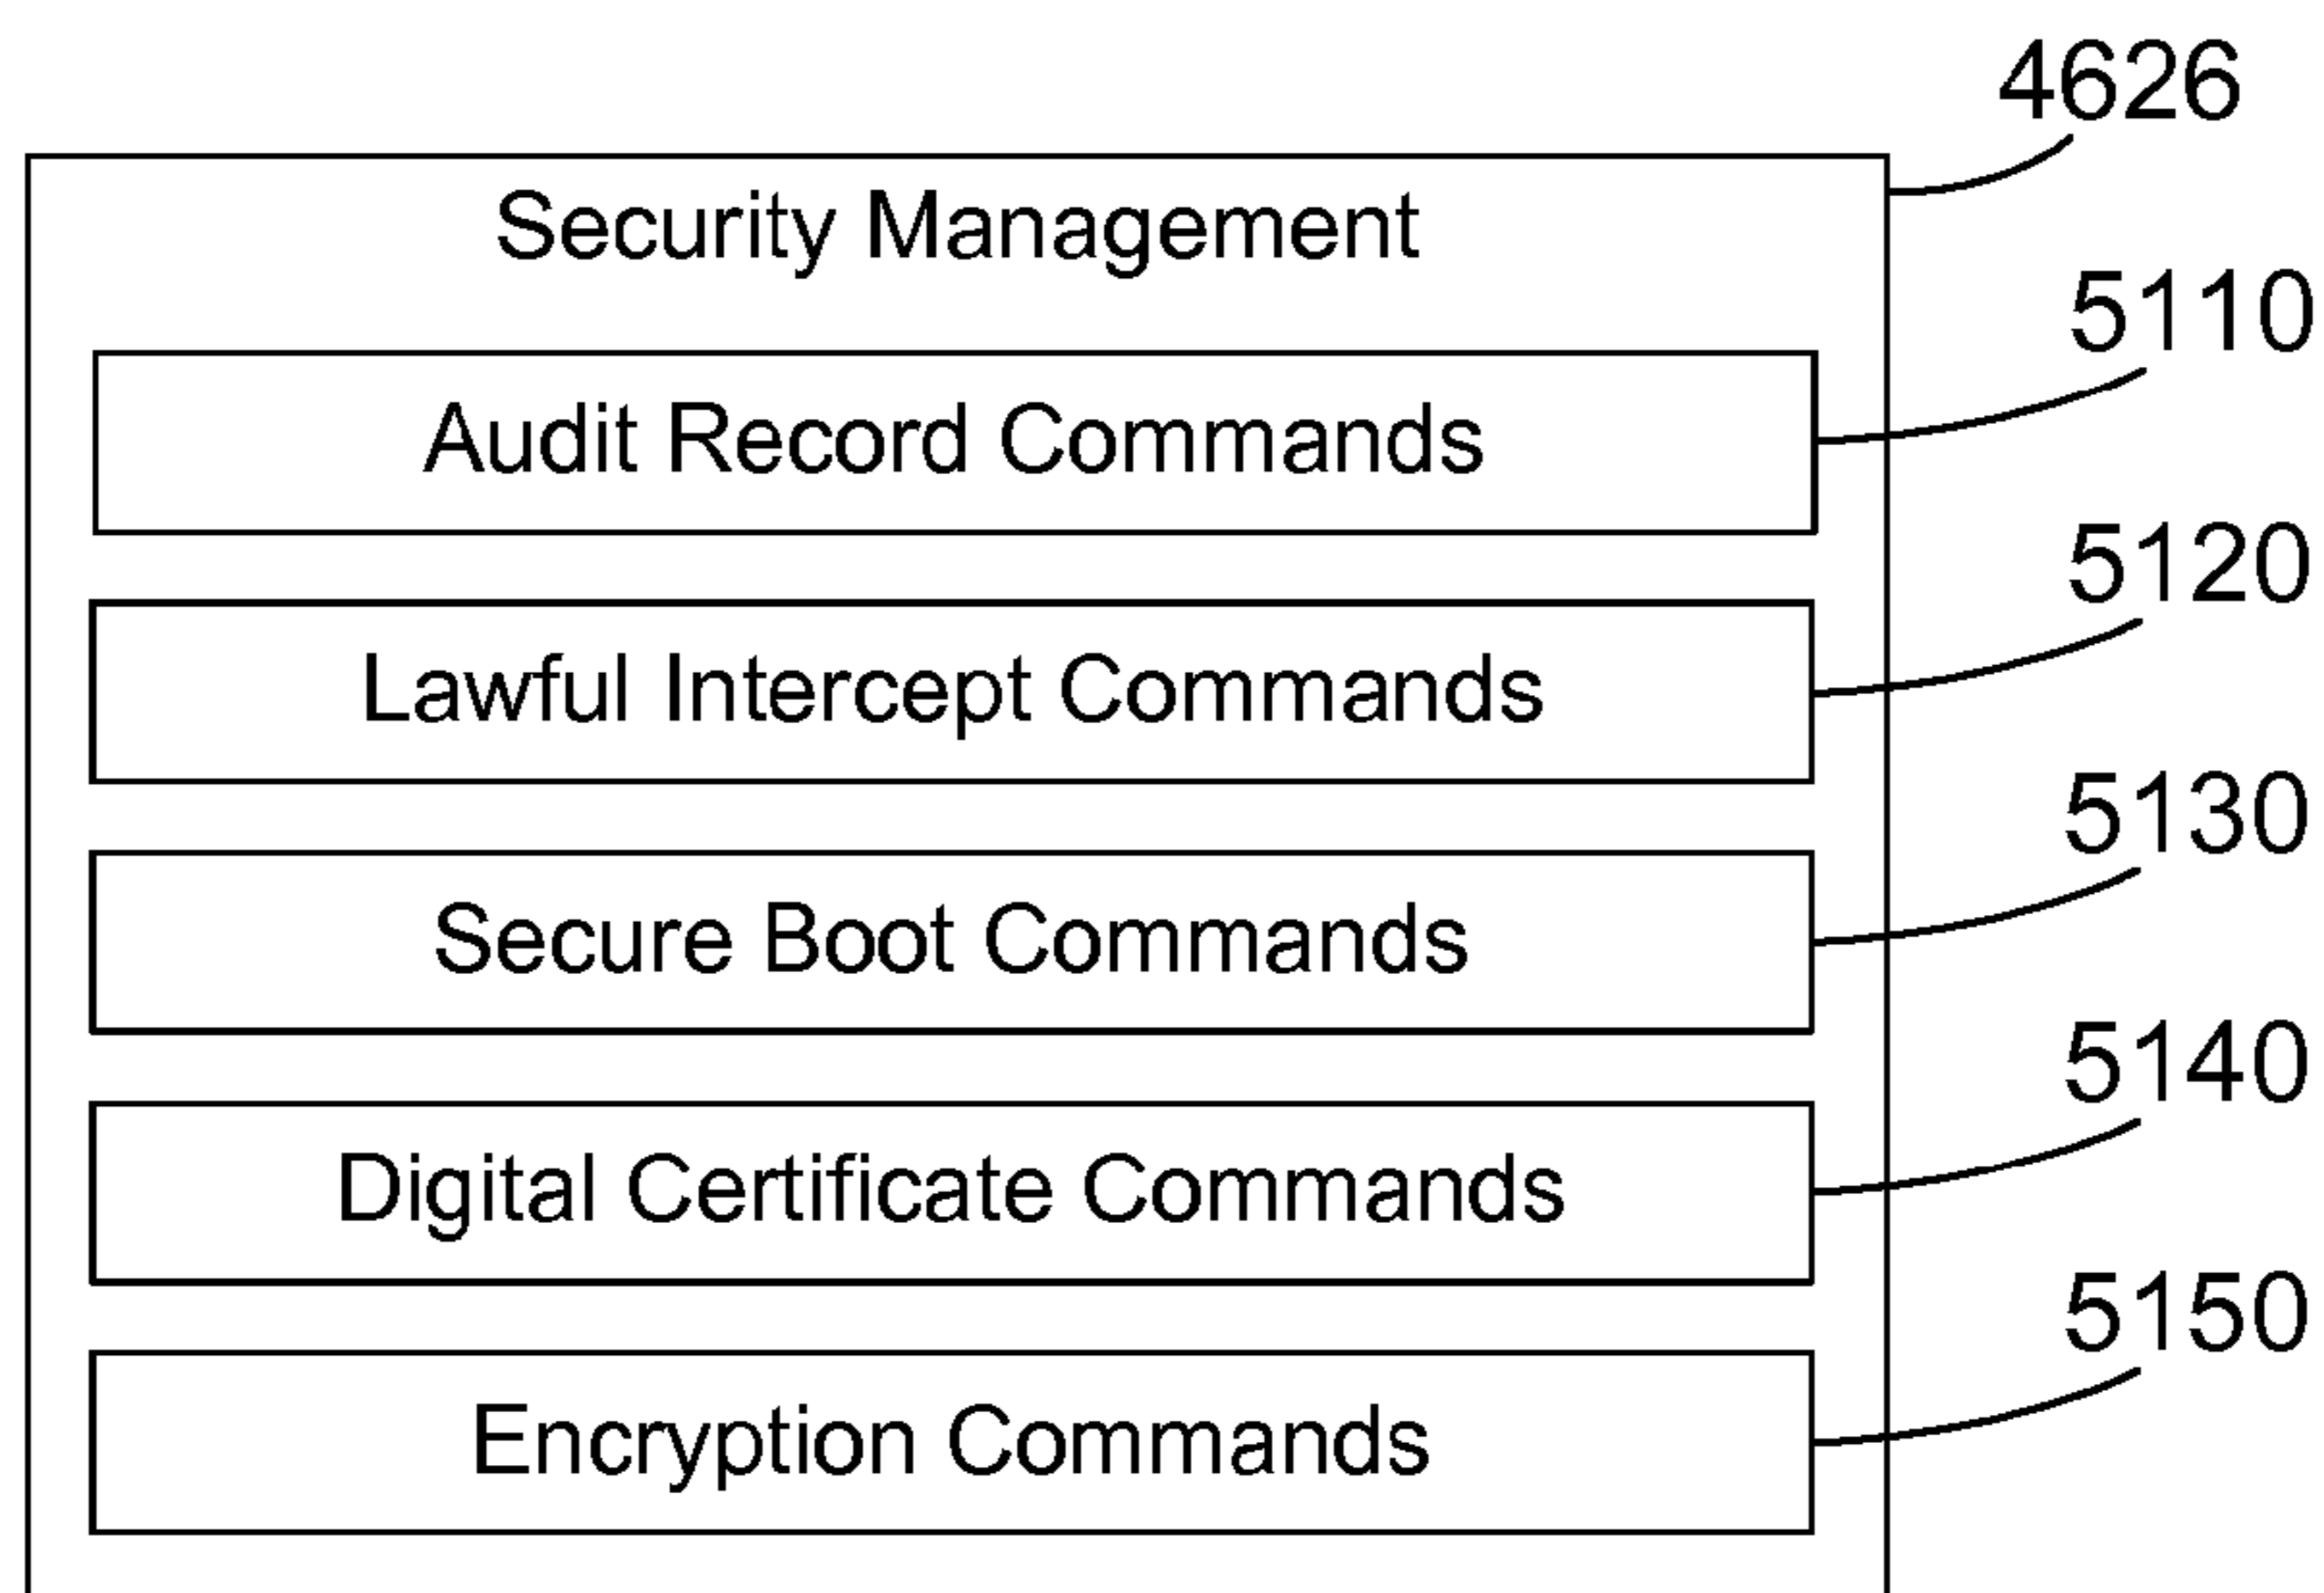 4626
Security Management
5110
Audit Record Commands
5120
Lawful Intercept Commands
5130
Secure Boot Commands
5140
Digital Certificate Commands
5150
Encryption Commands